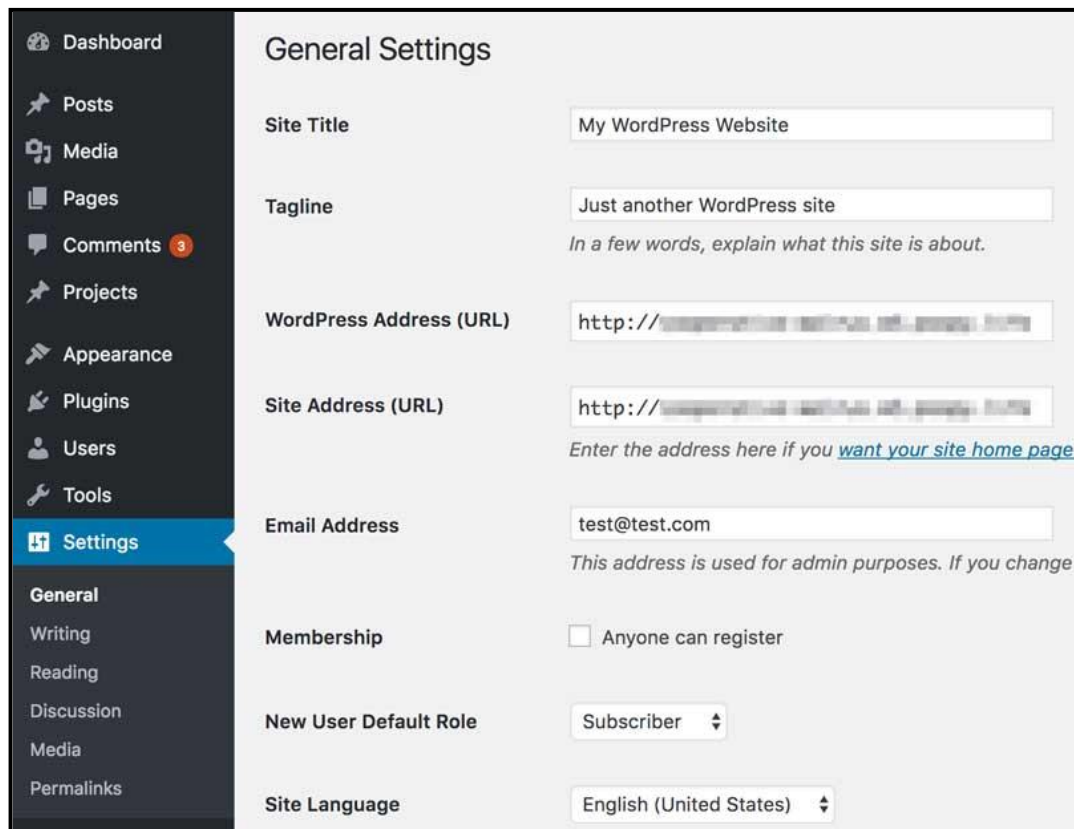 Dashboard
Posts
Media
Pages
Comments 3
Projects
Appearance
Plugins
Users
Tools
Settings
General
Writing
Reading
Discussion
Media
Permalinks
General Settings
Site Title
My WordPress Website
Tagline
Just another WordPress site
In a few words, explain what this site is about.
WordPress Address (URL)
http://
Site Address (URL)
http://
Enter the address here if you want your site home page
Email Address
test@test.com
This address is used for admin purposes. If you change
Membership
Anyone can register
New User Default Role
Subscriber
Site Language
English (United States)